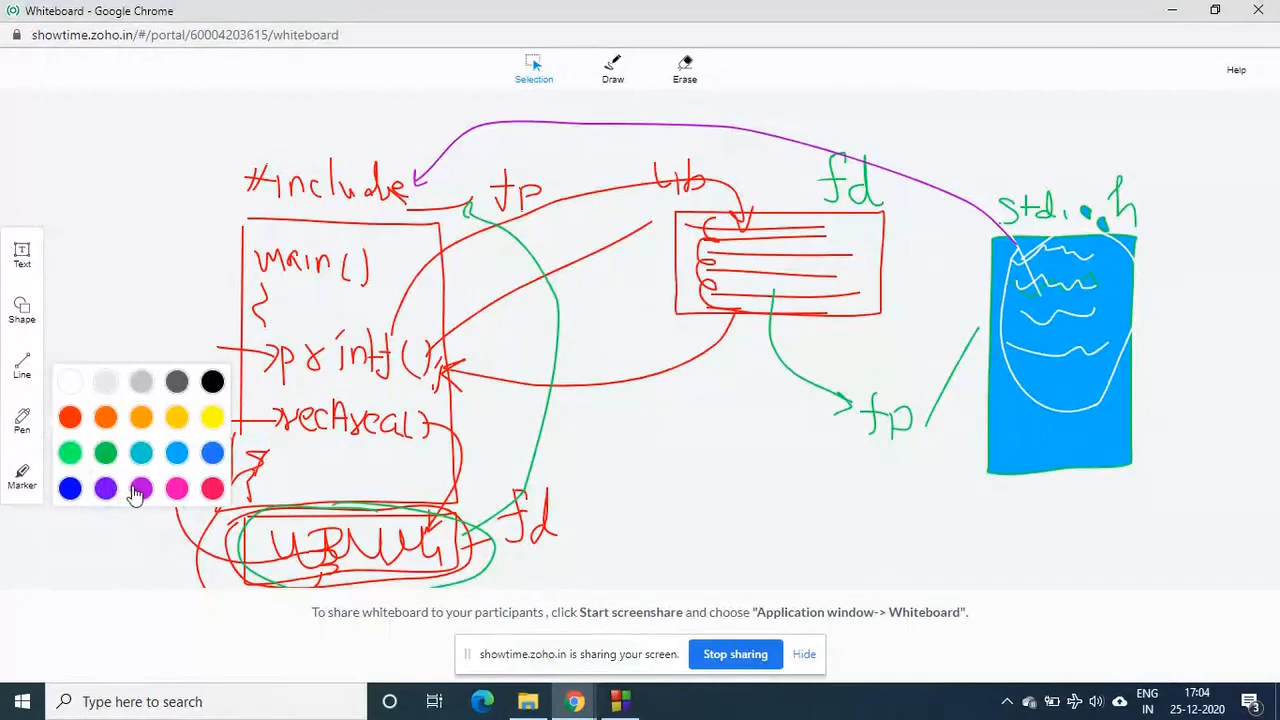 Whiteboard - Google Chrome
showtime.zoho.in/#/portal/60004203615/whiteboard
Selection
Draw
Erase
Help
#include
fp
Lib
fd
std. .h
main()
{
printf();
recArea()
}
fp
fd
Text
Shape
Line
Pen
Marker
To share whiteboard to your participants, click Start screenshare and choose "Application window-> Whiteboard".
showtime.zoho.in is sharing your screen.
Stop sharing
Hide
Type here to search
ENG
IN
17:04
25-12-2020
3